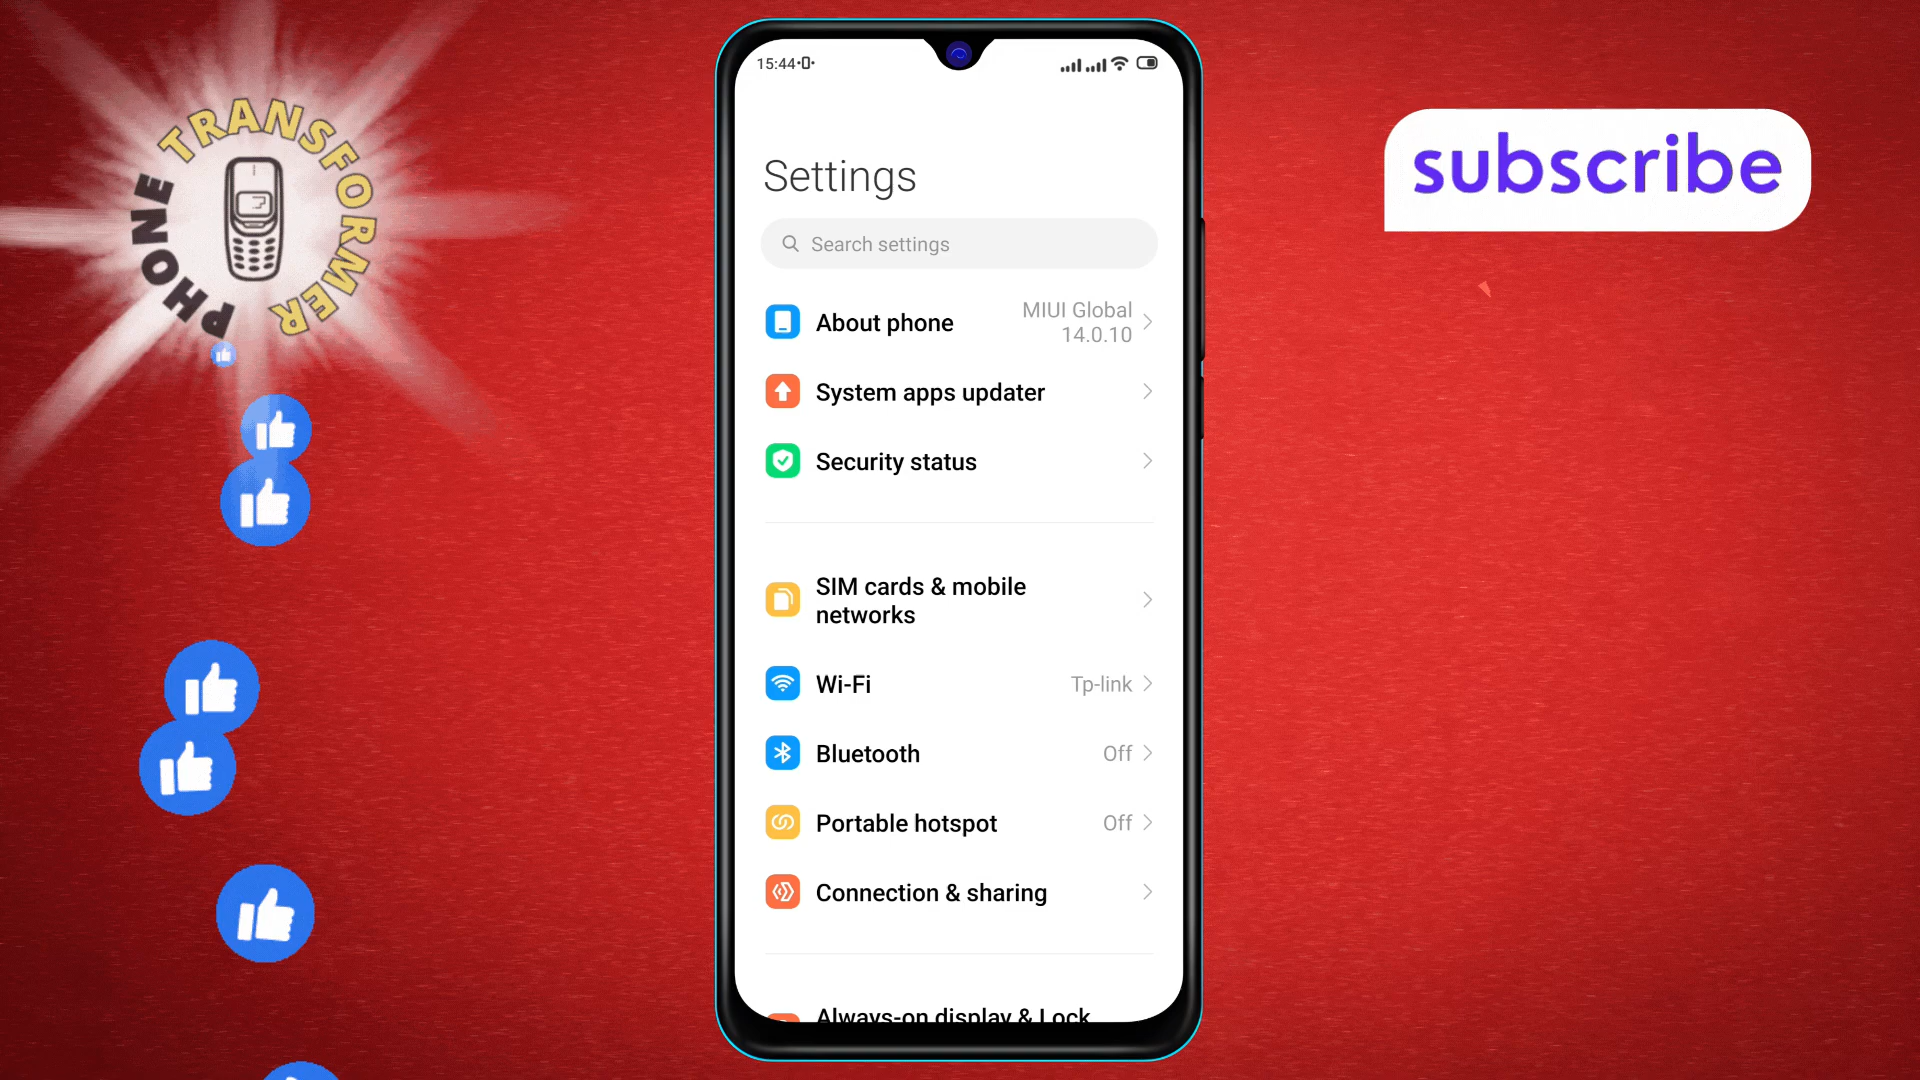 PHONE TRANSFORMER
subscribe
15:44
Settings
Search settings
About phone
MIUI Global
14.0.10
System apps updater
Security status
SIM cards & mobile
networks
Wi-Fi
Tp-link
Bluetooth
Off
Portable hotspot
Off
Connection & sharing
Always-on display & Lock